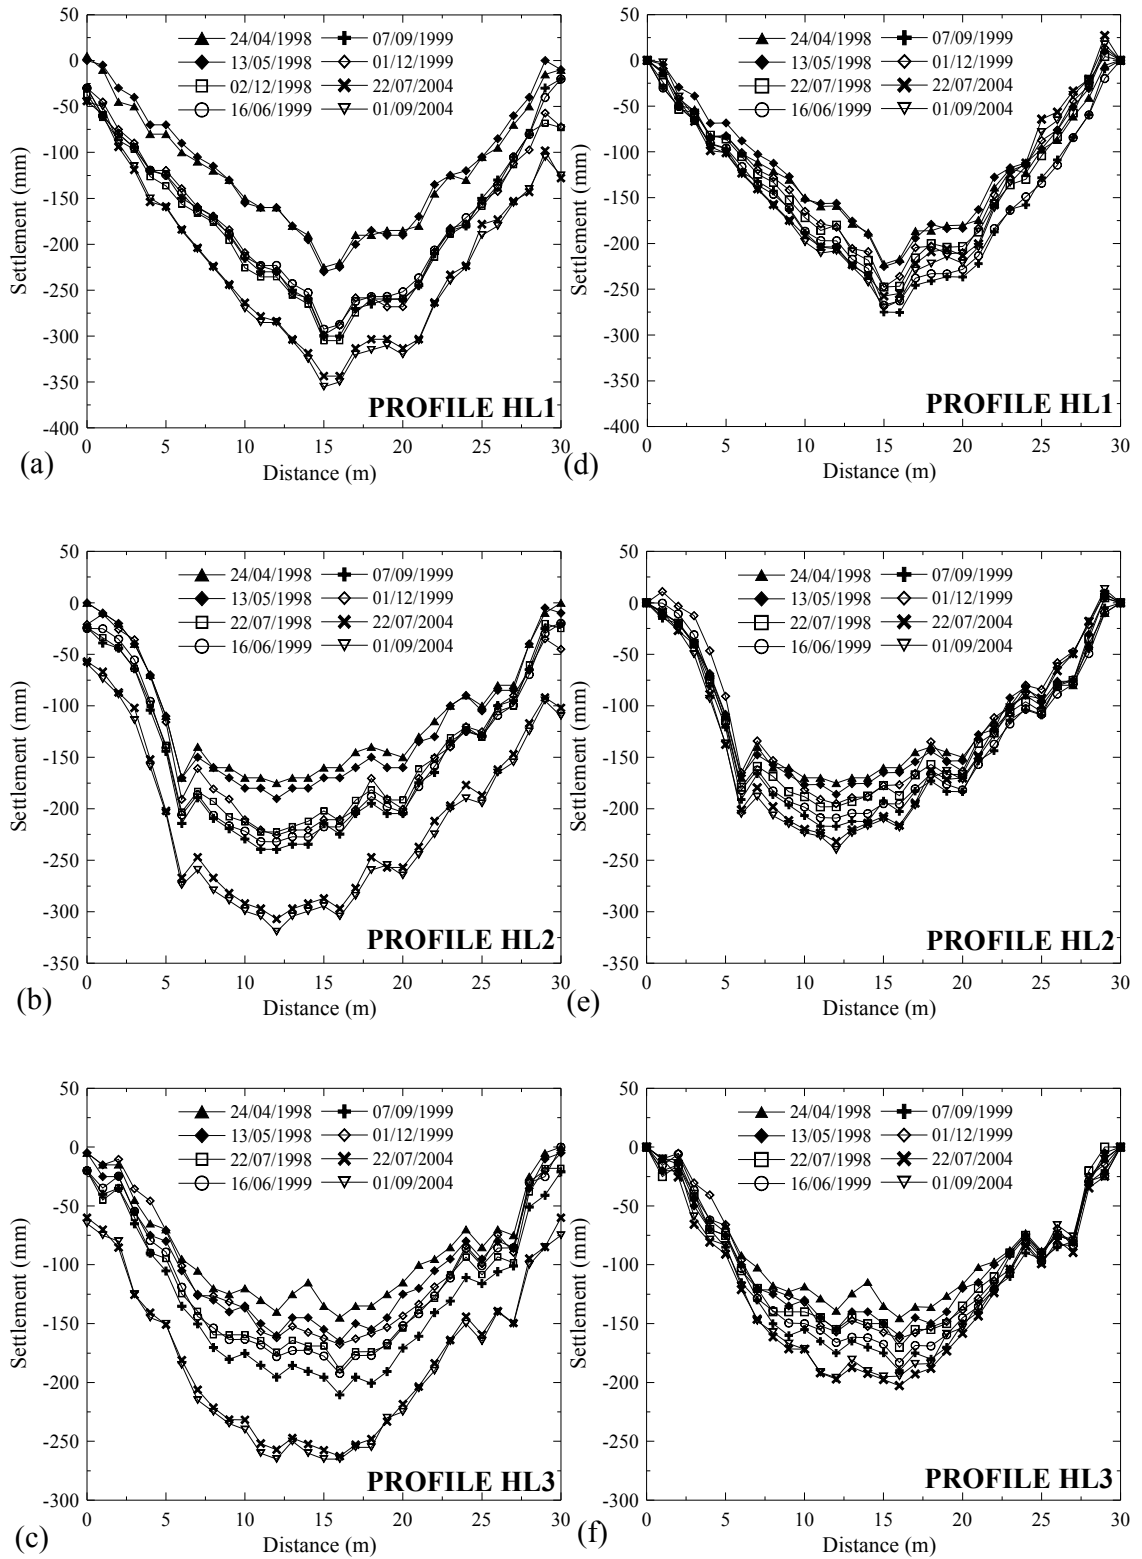 50
0
-50
-100
-150
-200
-250
-300
-350
-400
Settlement (mm)
24/04/1998 07/09/1999
13/05/1998 01/12/1999
02/12/1998 22/07/2004
16/06/1999 01/09/2004
PROFILE HL1
0 5 10 15 20 25 30
Distance (m)
(a)
50
0
-50
-100
-150
-200
-250
-300
-350
-400
Settlement (mm)
24/04/1998 07/09/1999
13/05/1998 01/12/1999
22/07/1998 22/07/2004
16/06/1999 01/09/2004
PROFILE HL1
0 5 10 15 20 25 30
Distance (m)
(d)
50
0
-50
-100
-150
-200
-250
-300
-350
Settlement (mm)
24/04/1998 07/09/1999
13/05/1998 01/12/1999
22/07/1998 22/07/2004
16/06/1999 01/09/2004
PROFILE HL2
0 5 10 15 20 25 30
Distance (m)
(b)
50
0
-50
-100
-150
-200
-250
-300
-350
Settlement (mm)
24/04/1998 07/09/1999
13/05/1998 01/12/1999
22/07/1998 22/07/2004
16/06/1999 01/09/2004
PROFILE HL2
0 5 10 15 20 25 30
Distance (m)
(e)
50
0
-50
-100
-150
-200
-250
-300
Settlement (mm)
24/04/1998 07/09/1999
13/05/1998 01/12/1999
22/07/1998 22/07/2004
16/06/1999 01/09/2004
PROFILE HL3
0 5 10 15 20 25 30
Distance (m)
(c)
50
0
-50
-100
-150
-200
-250
-300
Settlement (mm)
24/04/1998 07/09/1999
13/05/1998 01/12/1999
22/07/1998 22/07/2004
16/06/1999 01/09/2004
PROFILE HL3
0 5 10 15 20 25 30
Distance (m)
(f)